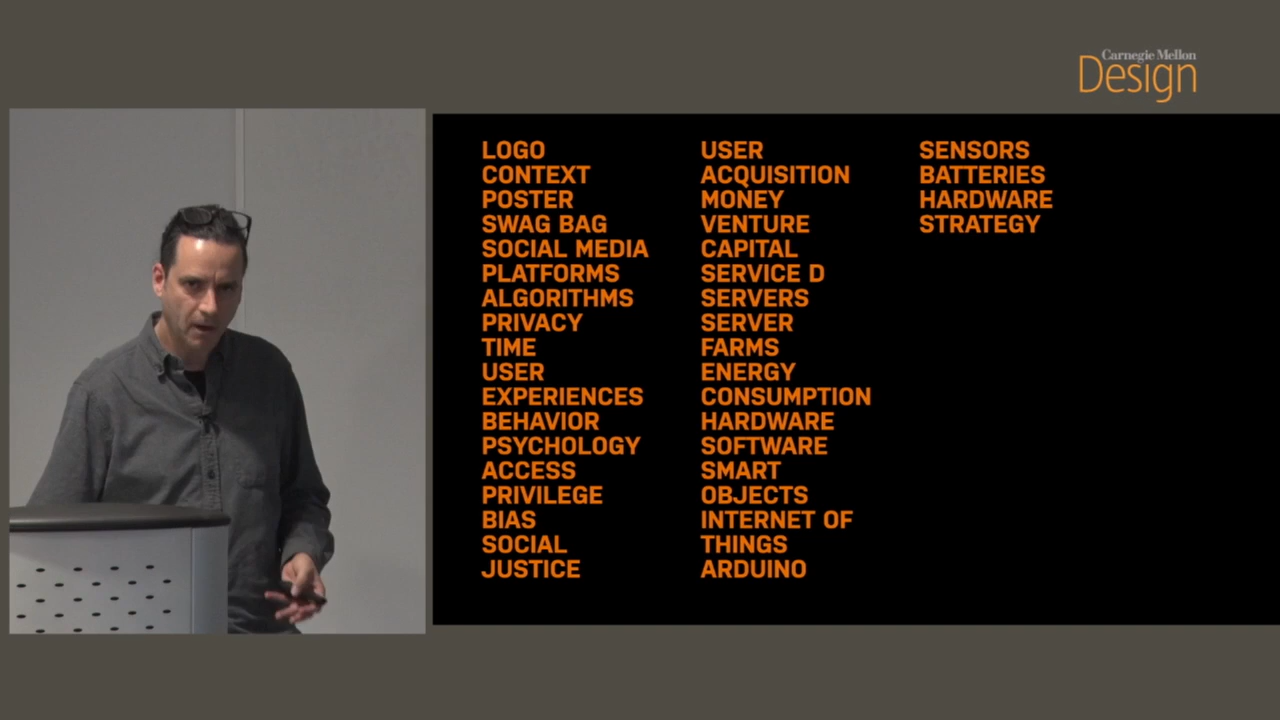 Carnegie Mellon
Design
LOGO
CONTEXT
POSTER
SWAG BAG
SOCIAL MEDIA
PLATFORMS
ALGORITHMS
PRIVACY
TIME
USER
EXPERIENCES
BEHAVIOR
PSYCHOLOGY
ACCESS
PRIVILEGE
BIAS
SOCIAL
JUSTICE
USER
ACQUISITION
MONEY
VENTURE
CAPITAL
SERVICE D
SERVERS
SERVER
FARMS
ENERGY
CONSUMPTION
HARDWARE
SOFTWARE
SMART
OBJECTS
INTERNET OF
THINGS
ARDUINO
SENSORS
BATTERIES
HARDWARE
STRATEGY